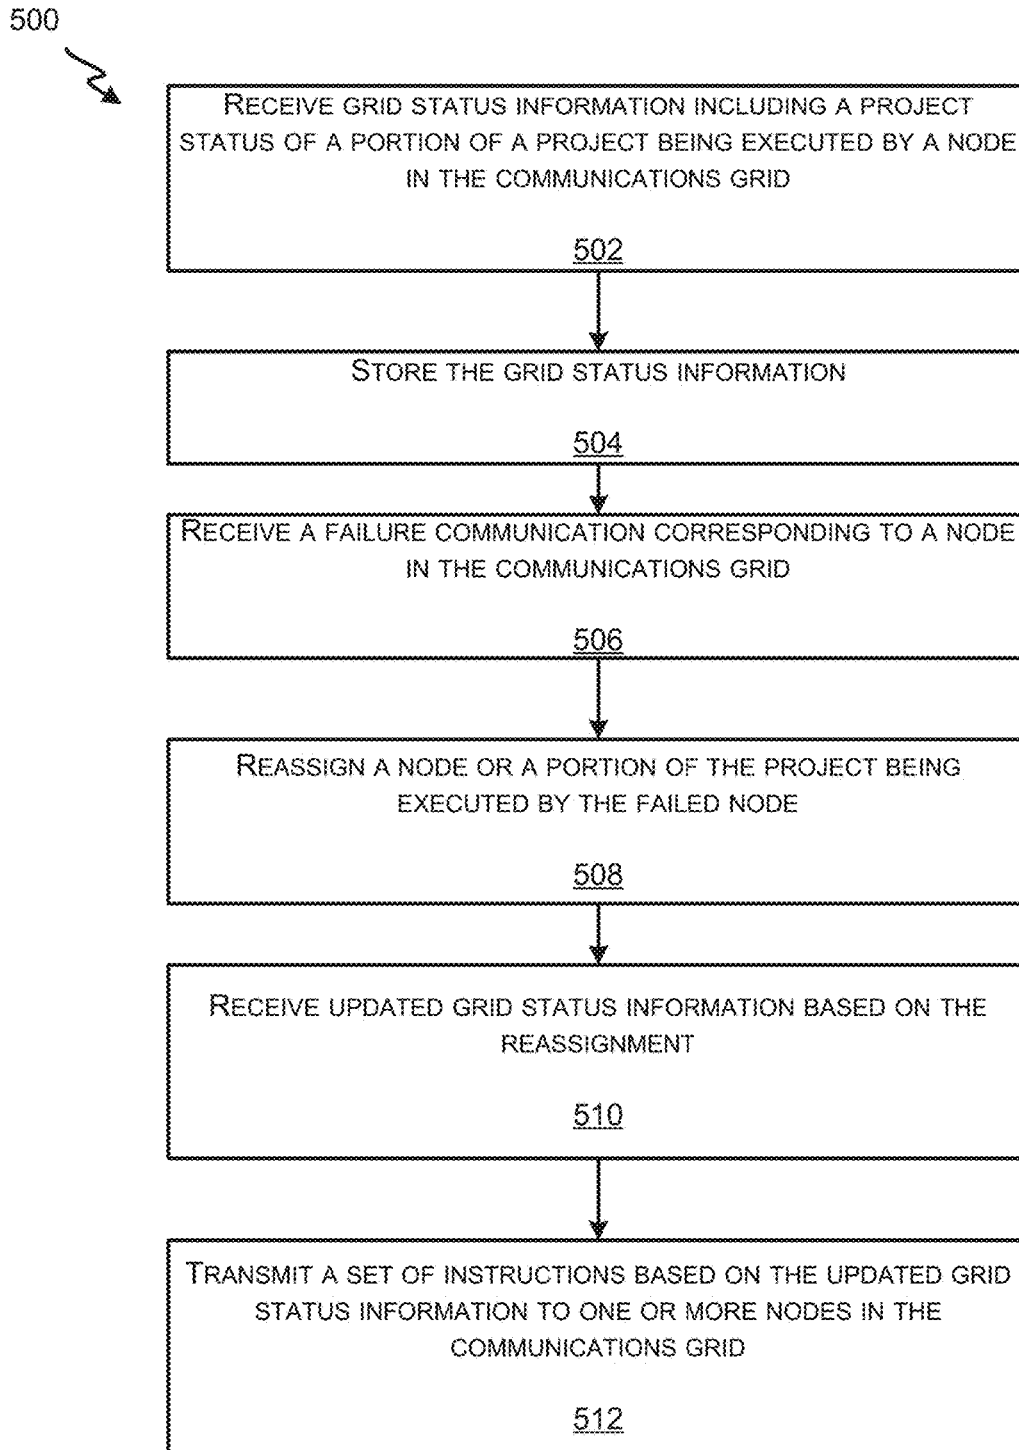 500
RECEIVE GRID STATUS INFORMATION INCLUDING A PROJECT
STATUS OF A PORTION OF A PROJECT BEING EXECUTED BY A NODE
IN THE COMMUNICATIONS GRID
502
STORE THE GRID STATUS INFORMATION
504
RECEIVE A FAILURE COMMUNICATION CORRESPONDING TO A NODE
IN THE COMMUNICATIONS GRID
506
REASSIGN A NODE OR A PORTION OF THE PROJECT BEING
EXECUTED BY THE FAILED NODE
508
RECEIVE UPDATED GRID STATUS INFORMATION BASED ON THE
REASSIGNMENT
510
TRANSMIT A SET OF INSTRUCTIONS BASED ON THE UPDATED GRID
STATUS INFORMATION TO ONE OR MORE NODES IN THE
COMMUNICATIONS GRID
512